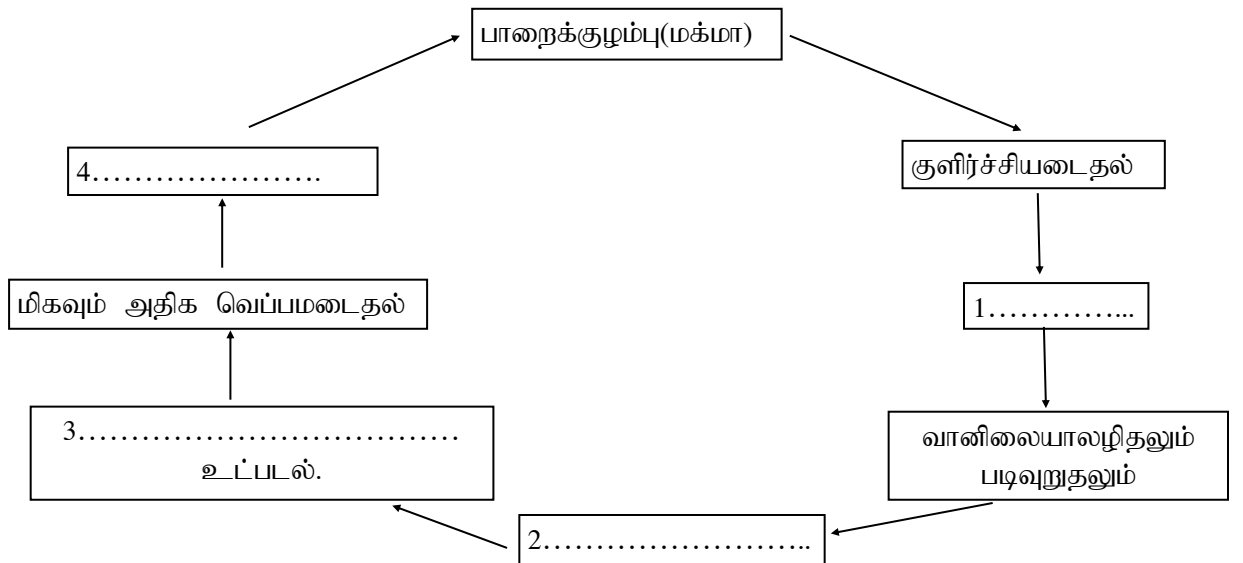 பாறைக்குழம்பு(மக்மா)
குளிர்ச்சியடைதல்
1…………...
வானிலையாலழிதலும்
படிவுறுதலும்
2……………………..
3………………………………
உட்படல்.
மிகவும் அதிக வெப்பமடைதல்
4………………….